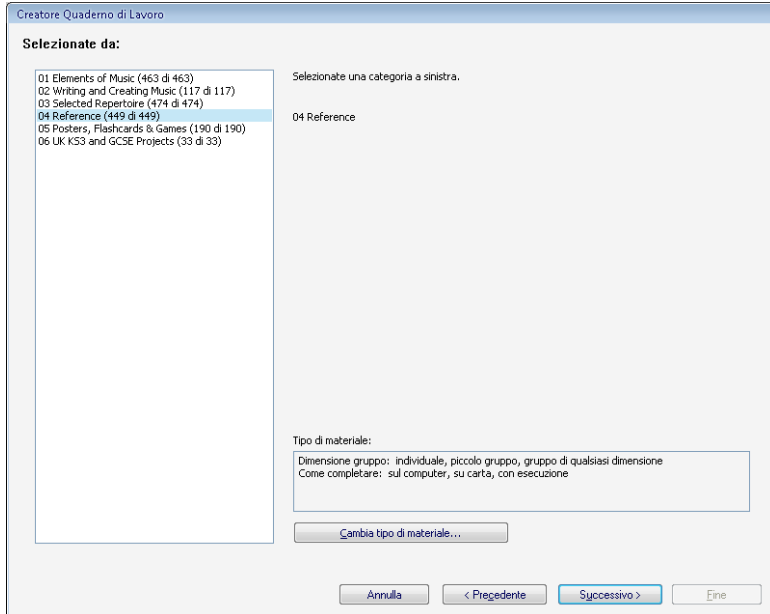 Creatore Quaderno di Lavoro
Selezionate da:
01 Elements of Music (463 di 463)
02 Writing and Creating Music (117 di 117)
03 Selected Repertoire (474 di 474)
04 Reference (449 di 449)
05 Posters, Flashcards & Games (190 di 190)
06 UK KS3 and GCSE Projects (33 di 33)
Selezionate una categoria a sinistra.
04 Reference
Tipo di materiale:
Dimensione gruppo: individuale, piccolo gruppo, gruppo di qualsiasi dimensione
Come completare: sul computer, su carta, con esecuzione
Cambia tipo di materiale...
Annulla
< Precedente
Successivo >
Fine